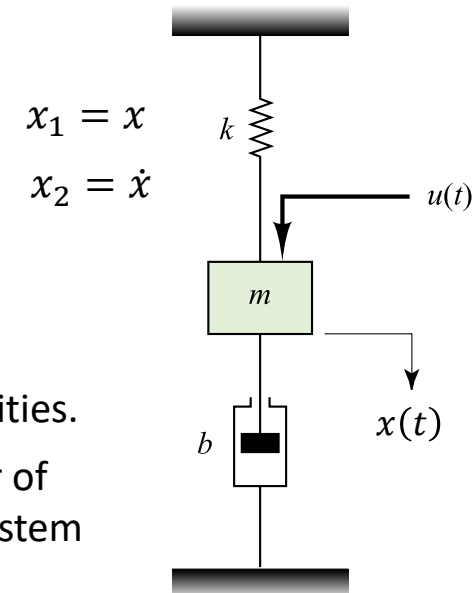 x₁ = x
k
x₂ = ẋ
u(t)
m
ities.
x(t)
b
r of
stem